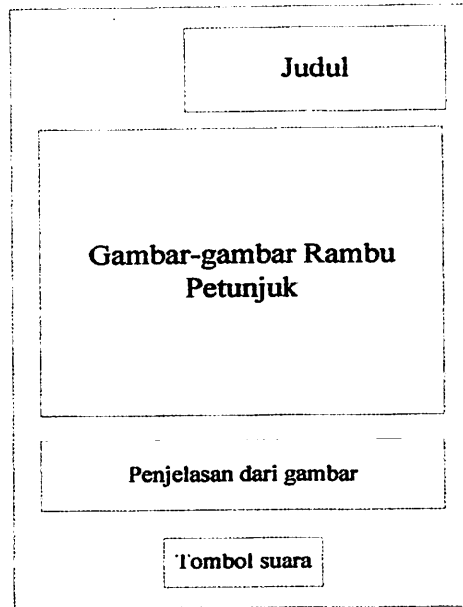 Judul
Gambar-gambar Rambu
Petunjuk
Penjelasan dari gambar
Tombol suara